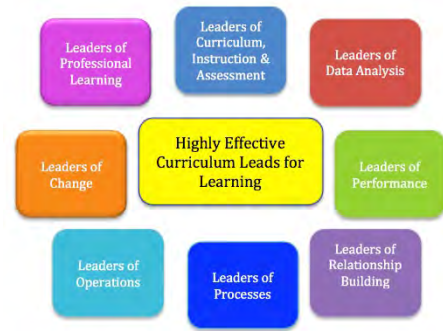 Leaders of
Professional
Learning
Leaders of
Curriculum,
Instruction &
Assessment
Leaders of
Data Analysis
Leaders of
Change
Highly Effective
Curriculum Leads for
Learning
Leaders of
Performance
Leaders of
Operations
Leaders of
Processes
Leaders of
Relationship
Building